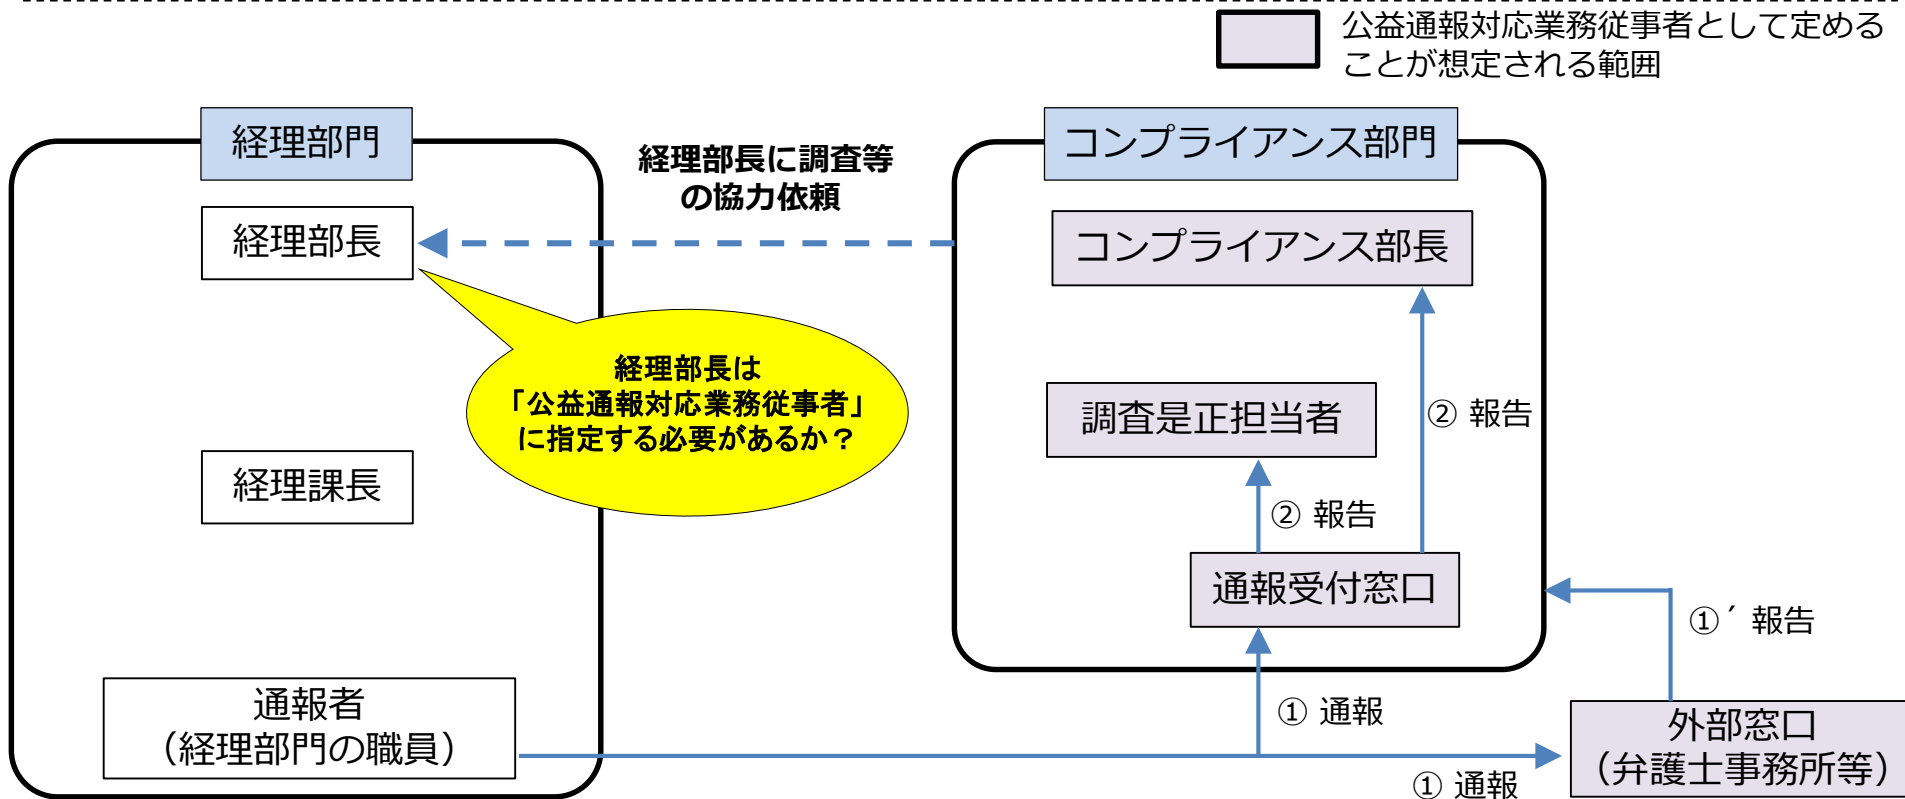 公益通報対応業務従事者として定める
ことが想定される範囲
経理部門
コンプライアンス部門
経理部長に調査等
の協力依頼
経理部長
コンプライアンス部長
経理部長は
「公益通報対応業務従事者」
に指定する必要があるか？
調査是正担当者
② 報告
経理課長
② 報告
通報受付窓口
①´ 報告
通報者
（経理部門の職員）
① 通報
外部窓口
（弁護士事務所等）
① 通報